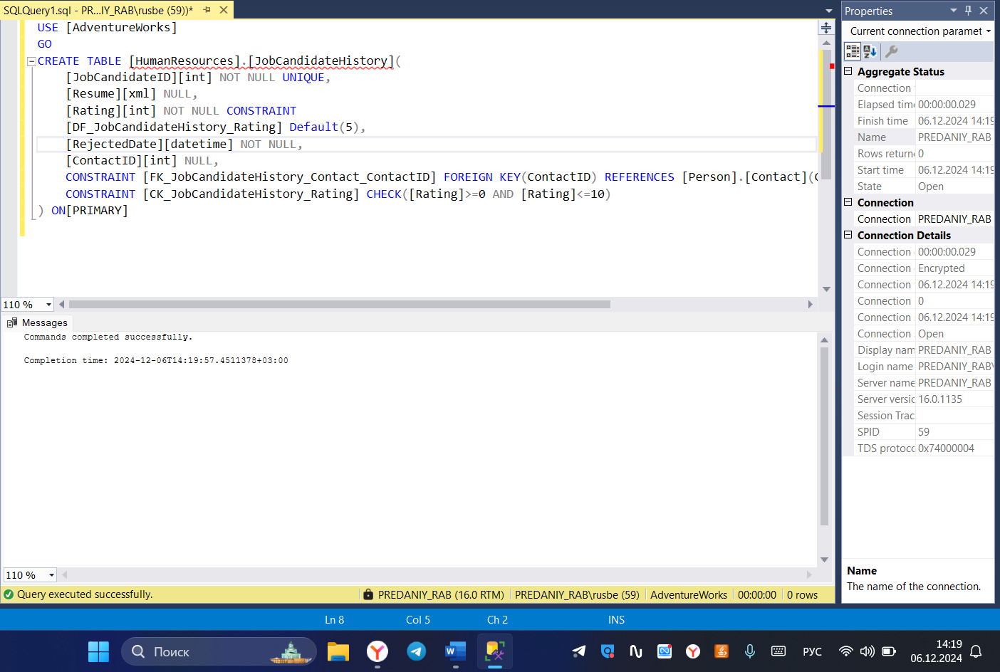 SQLQuery1.sql - PR...IY_RAB\rusbe (59))*
USE [AdventureWorks]
GO
CREATE TABLE [HumanResources].[JobCandidateHistory](
[JobCandidateID][int] NOT NULL UNIQUE,
[Resume][xml] NULL,
[Rating][int] NOT NULL CONSTRAINT
[DF_JobCandidateHistory_Rating] Default(5),
[RejectedDate][datetime] NOT NULL,
[ContactID][int] NULL,
CONSTRAINT [FK_JobCandidateHistory_Contact_ContactID] FOREIGN KEY(ContactID) REFERENCES [Person].[Contact](
CONSTRAINT [CK_JobCandidateHistory_Rating] CHECK([Rating]>=0 AND [Rating]<=10)
) ON[PRIMARY]
110 %
Messages
Commands completed successfully.
Completion time: 2024-12-06T14:19:57.4511378+03:00
110 %
Query executed successfully.
PREDANIY_RAB (16.0 RTM)
PREDANIY_RAB\rusbe (59)
AdventureWorks
00:00:00
0 rows
Properties
Current connection paramet
Aggregate Status
Connection
Elapsed time 00:00:00.029
Finish time 06.12.2024 14:19
Name PREDANIY_RAB
Rows return 0
Start time 06.12.2024 14:19
State Open
Connection
Connection PREDANIY_RAB
Connection Details
Connection 00:00:00.029
Connection Encrypted
Connection 06.12.2024 14:19
Connection 0
Connection 06.12.2024 14:19
Connection Open
Display nam PREDANIY_RAB
Login name PREDANIY_RAB\
Server name PREDANIY_RAB
Server versic 16.0.1135
Session Trac
SPID 59
TDS protoco 0x74000004
Name
The name of the connection.
Ln 8
Col 5
Ch 2
INS
Поиск
РУС
14:19
06.12.2024